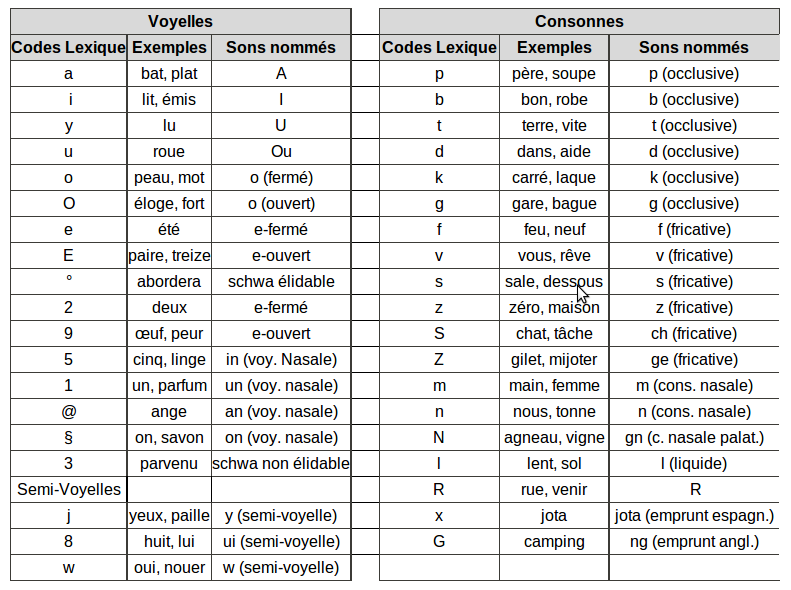 Voyelles Consonnes
Codes Lexique Exemples Sons nommés Codes Lexique Exemples Sons nommés
a bat, plat A p père, soupe p (occlusive)
i lit, émis I b bon, robe b (occlusive)
y lu U t terre, vite t (occlusive)
u roue Ou d dans, aide d (occlusive)
o peau, mot o (fermé) k carré, laque k (occlusive)
O éloge, fort o (ouvert) g gare, bague g (occlusive)
e été e-fermé f feu, neuf f (fricative)
E paire, treize e-ouvert v vous, rêve v (fricative)
° abordera schwa élidable s sale, dessous s (fricative)
2 deux e-fermé z zéro, maison z (fricative)
9 œuf, peur e-ouvert S chat, tâche ch (fricative)
5 cinq, linge in (voy. Nasale) Z gilet, mijoter ge (fricative)
1 un, parfum un (voy. nasale) m main, femme m (cons. nasale)
@ ange an (voy. nasale) n nous, tonne n (cons. nasale)
§ on, savon on (voy. nasale) N agneau, vigne gn (c. nasale palat.)
3 parvenu schwa non élidable l lent, sol l (liquide)
Semi-Voyelles R rue, venir R
j yeux, paille y (semi-voyelle) x jota jota (emprunt espagn.)
8 huit, lui ui (semi-voyelle) G camping ng (emprunt angl.)
w oui, nouer w (semi-voyelle)